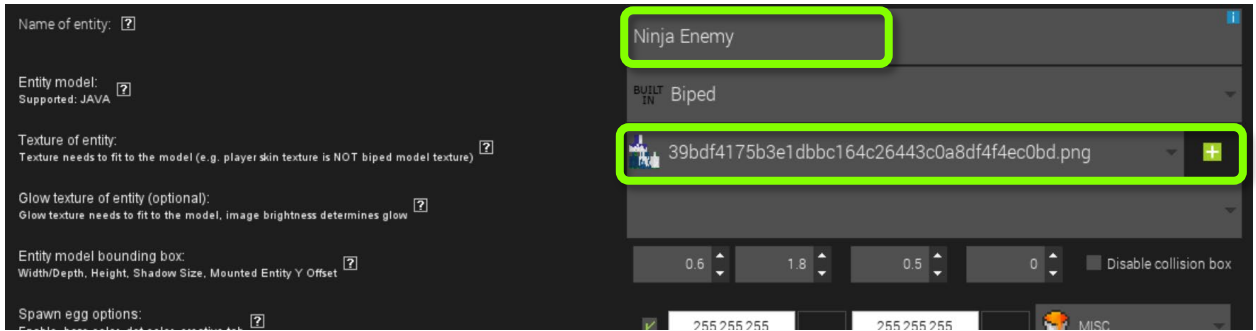 Name of entity: ?
i
Ninja Enemy
Entity model: ?
Supported: JAVA
BUILT IN Biped
Texture of entity:
Texture needs to fit to the model (e.g. player skin texture is NOT biped model texture) ?
39bdf4175b3e1dbbc164c26443c0a8df4f4ec0bd.png
Glow texture of entity (optional):
Glow texture needs to fit to the model, image brightness determines glow ?
Entity model bounding box:
Width/Depth, Height, Shadow Size, Mounted Entity Y Offset ?
0.6 1.8 0.5 0 Disable collision box
Spawn egg options: ?
255 255 255 255 255 255 MISC